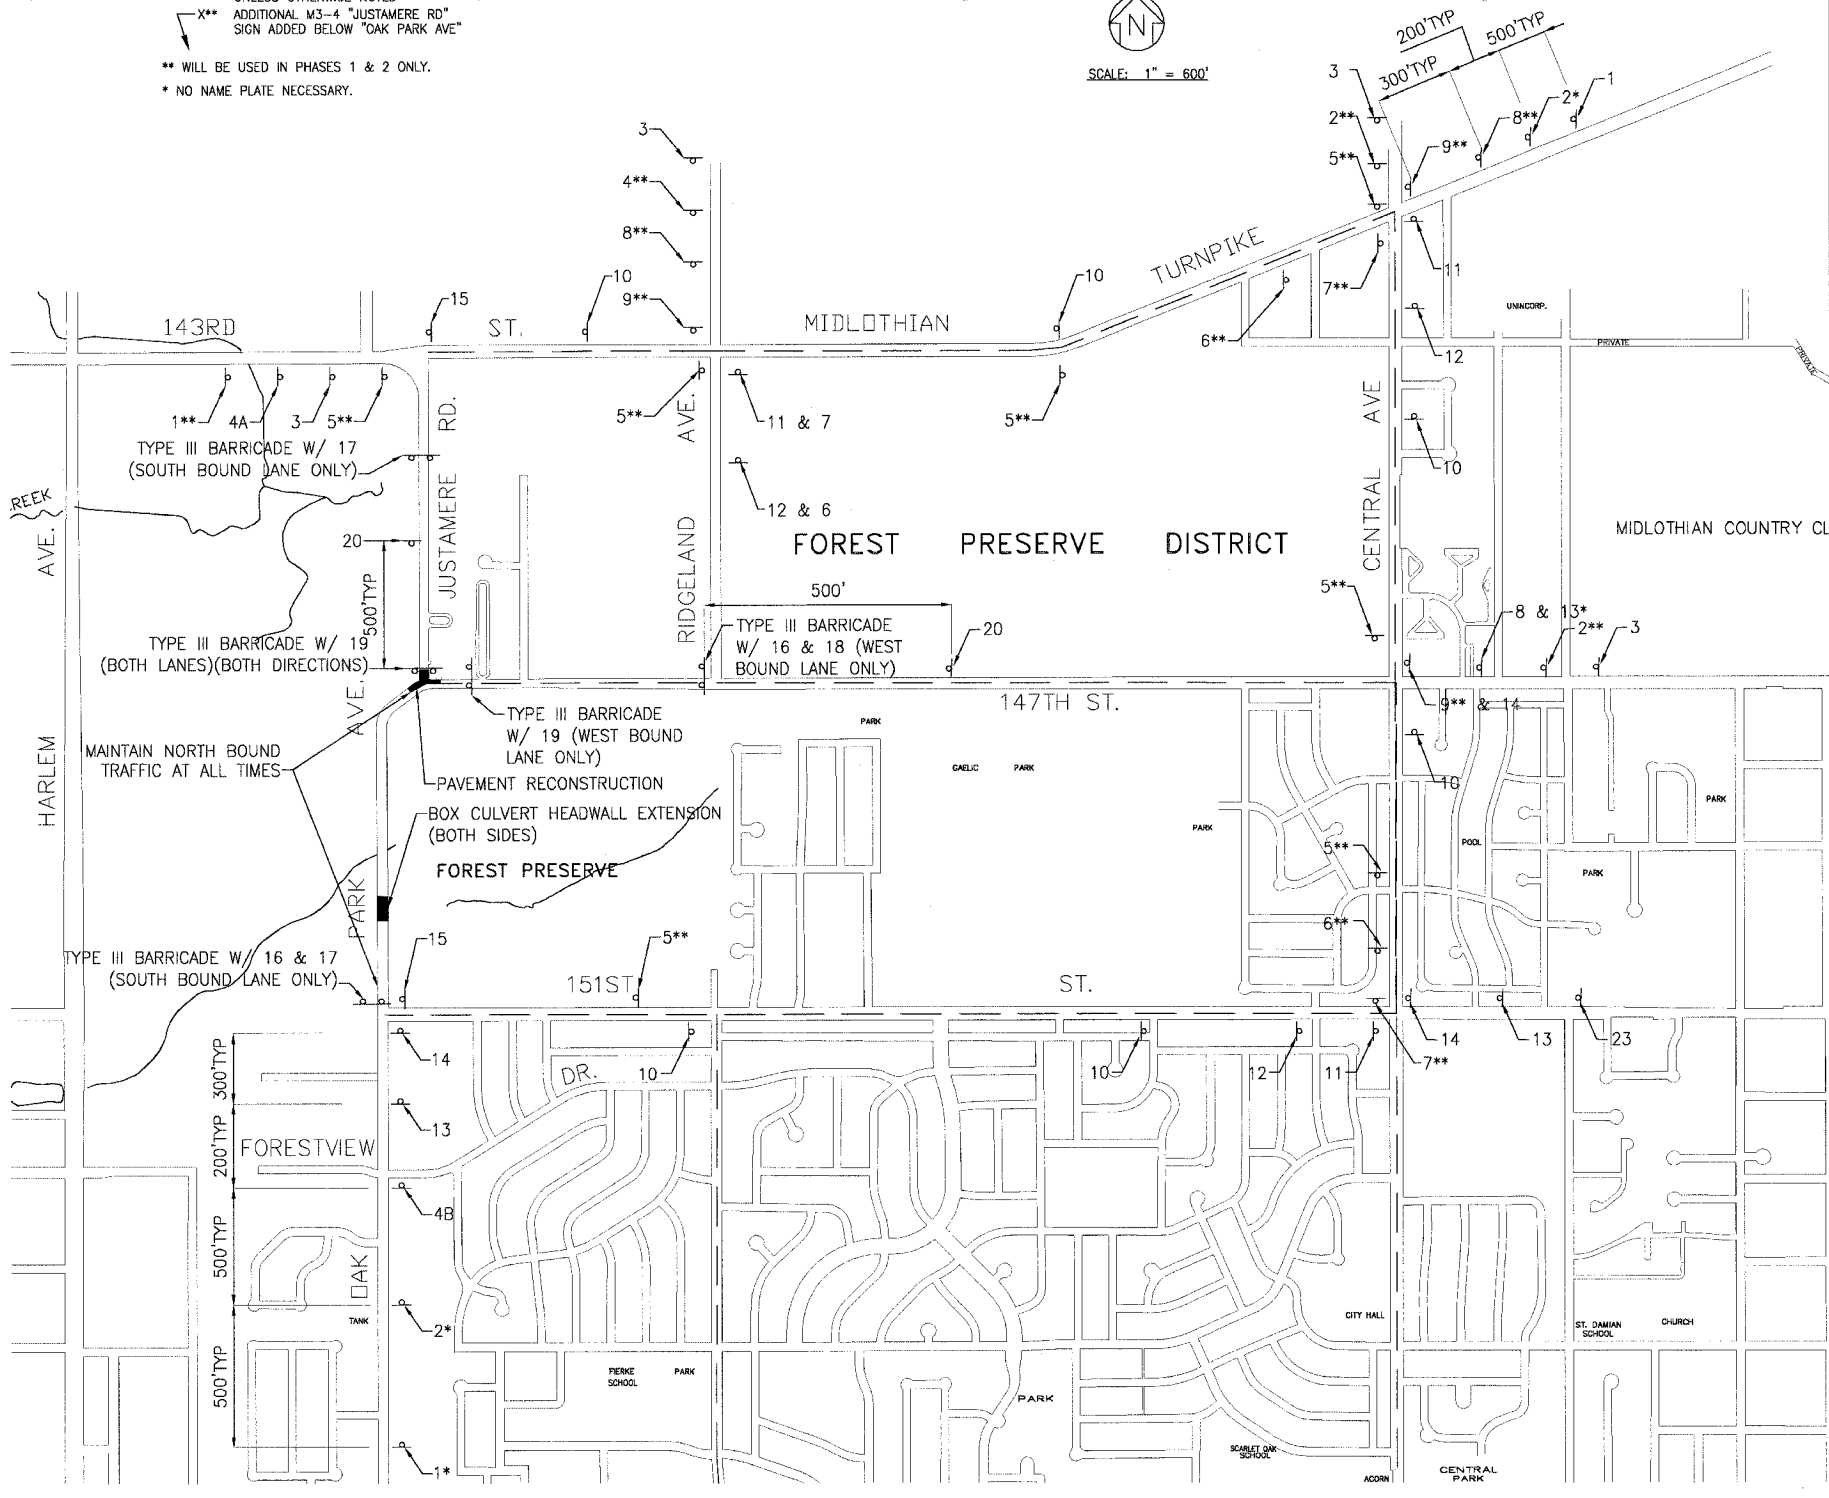 X** ADDITIONAL M3-4 "JUSTAMERE RD"
SIGN ADDED BELOW "OAK PARK AVE"
** WILL BE USED IN PHASES 1 & 2 ONLY.
* NO NAME PLATE NECESSARY.
N
SCALE: 1" = 600'
200'TYP
500'TYP
300'TYP
3
2**
5**
1
2*
8**
9**
3
4**
8**
9**
10
15
10
143RD
ST.
MIDLOTHIAN
TURNPIKE
7**
6**
11
12
UNINCORP.
PRIVATE
PRIVATE
1**
4A
3
5**
5**
11 & 7
5**
10
TYPE III BARRICADE W/ 17
(SOUTH BOUND LANE ONLY)
12 & 6
JUSTAMERE RD.
RIDGELAND AVE.
CENTRAL AVE
HARLEM AVE.
REEK
20
500'TYP
FOREST PRESERVE DISTRICT
MIDLOTHIAN COUNTRY CL
500'
5**
8 & 13*
2**
3
TYPE III BARRICADE W/ 19
(BOTH LANES)(BOTH DIRECTIONS)
TYPE III BARRICADE
W/ 16 & 18 (WEST
BOUND LANE ONLY)
20
147TH ST.
9** & 14
10
TYPE III BARRICADE
W/ 19 (WEST BOUND
LANE ONLY)
PARK
MAINTAIN NORTH BOUND
TRAFFIC AT ALL TIMES
PAVEMENT RECONSTRUCTION
GAELIC PARK
BOX CULVERT HEADWALL EXTENSION
(BOTH SIDES)
PARK
PARK
POOL
5**
FOREST PRESERVE
PARK
6**
OAK PARK AVE.
TYPE III BARRICADE W/ 16 & 17
(SOUTH BOUND LANE ONLY)
15
5**
151ST
ST.
14
10
10
12
11
7**
14
13
23
DR.
300'TYP
13
200'TYP
FORESTVIEW
4B
500'TYP
TANK
2*
500'TYP
1*
FIERKE
SCHOOL
PARK
PARK
CITY HALL
ST. DAMIAN
SCHOOL
CHURCH
SCARLET OAK
SCHOOL
ACORN
CENTRAL
PARK